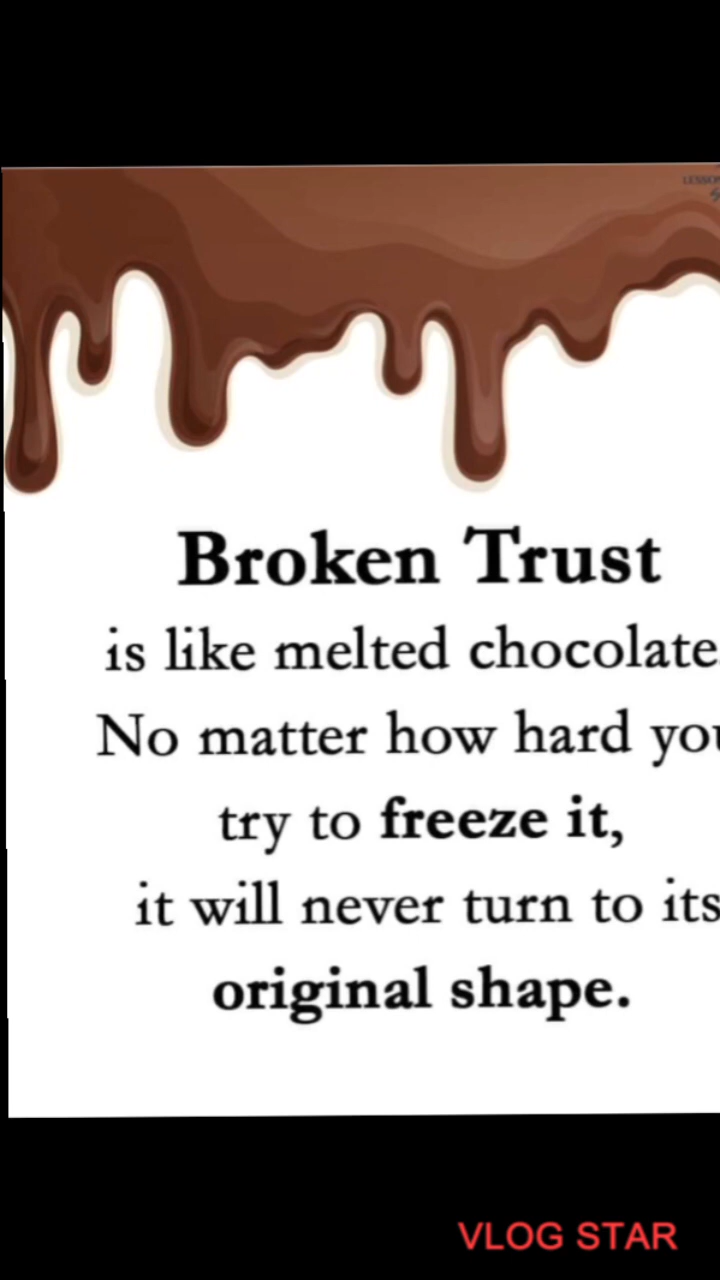 LESSON
Broken Trust
is like melted chocolate.
No matter how hard you
try to freeze it,
it will never turn to its
original shape.
VLOG STAR